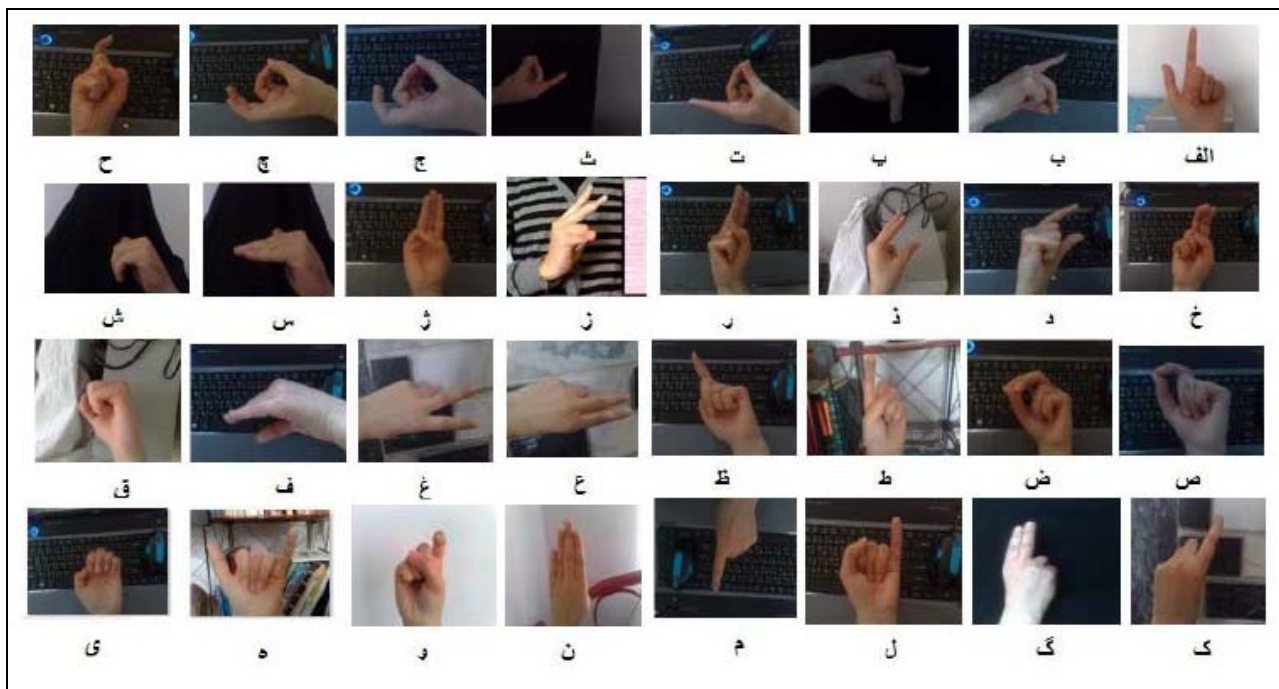 الف ب پ ت ث ج چ ح
خ د ذ ر ز ژ س ش
ص ض ط ظ ع غ ف ق
ک گ ل م ن و ه ی